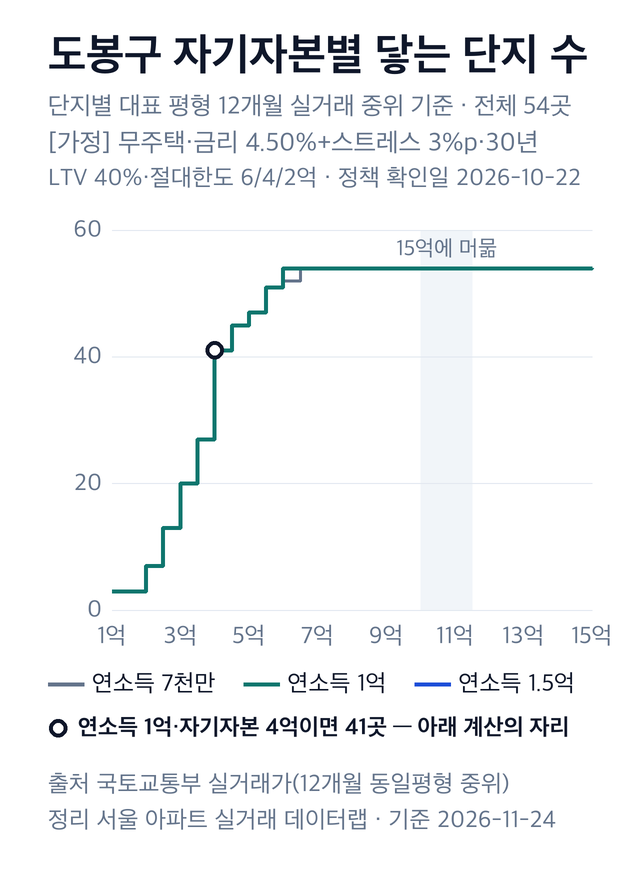 도봉구 자기자본별 닿는 단지 수
단지별 대표 평형 12개월 실거래 중위 기준 · 전체 54곳
[가정] 무주택·금리 4.50%+스트레스 3%p·30년
LTV 40%·절대한도 6/4/2억 · 정책 확인일 2026-10-22
60
15억에 머묾
40
20
0
1억 3억 5억 7억 9억 11억 13억 15억
연소득 7천만 연소득 1억 연소득 1.5억
연소득 1억·자기자본 4억이면 41곳 — 아래 계산의 자리
출처 국토교통부 실거래가(12개월 동일평형 중위)
정리 서울 아파트 실거래 데이터랩 · 기준 2026-11-24